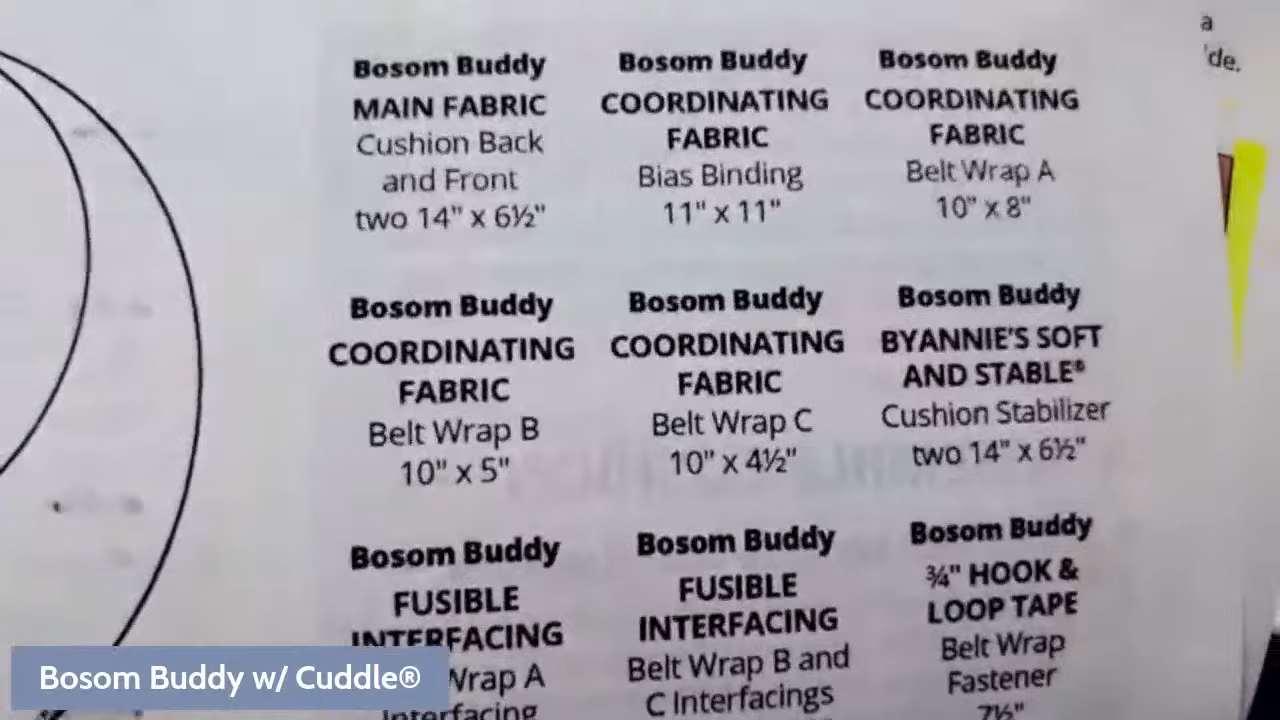 a
'de.
Bosom Buddy
MAIN FABRIC
Cushion Back
and Front
two 14" x 6½"
Bosom Buddy
COORDINATING
FABRIC
Bias Binding
11" x 11"
Bosom Buddy
COORDINATING
FABRIC
Belt Wrap A
10" x 8"
Bosom Buddy
COORDINATING
FABRIC
Belt Wrap B
10" x 5"
Bosom Buddy
COORDINATING
FABRIC
Belt Wrap C
10" x 4½"
Bosom Buddy
BYANNIE'S SOFT
AND STABLE®
Cushion Stabilizer
two 14" x 6½"
Bosom Buddy
FUSIBLE
INTERFACING
Wrap A
Interfacing
Bosom Buddy
FUSIBLE
INTERFACING
Belt Wrap B and
C Interfacings
Bosom Buddy
¾" HOOK &
LOOP TAPE
Belt Wrap
Fastener
7½"
Bosom Buddy w/ Cuddle®